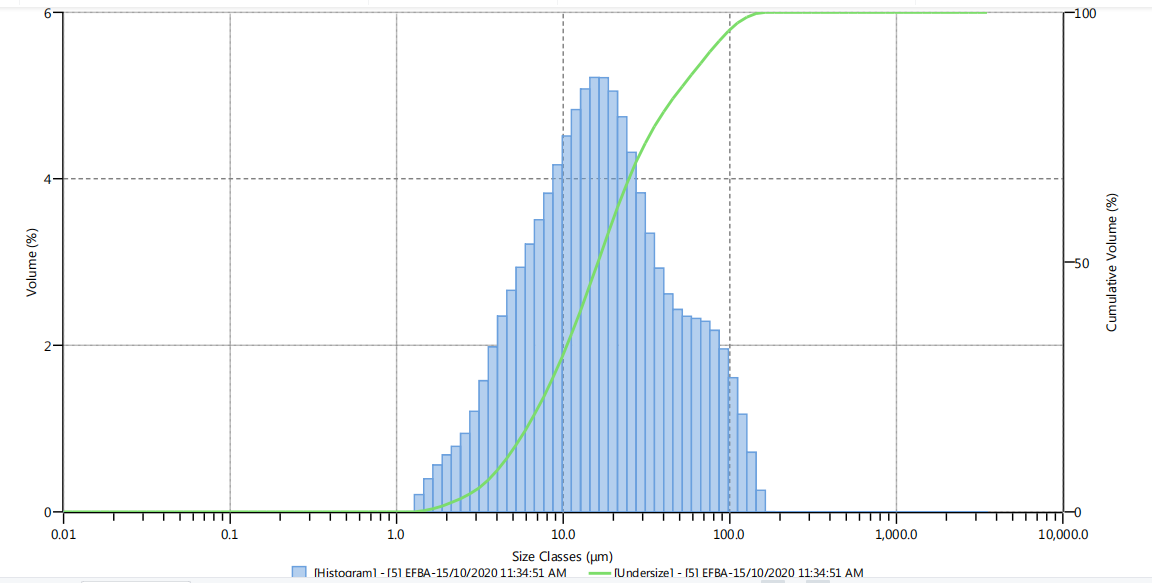 6
100
4
50
2
0
0
Volume (%)
Cumulative Volume (%)
0.01 0.1 1.0 10.0 100.0 1,000.0 10,000.0
Size Classes (μm)
[Histogram] - [5] EFBA-15/10/2020 11:34:51 AM [Undersize] - [5] EFBA-15/10/2020 11:34:51 AM